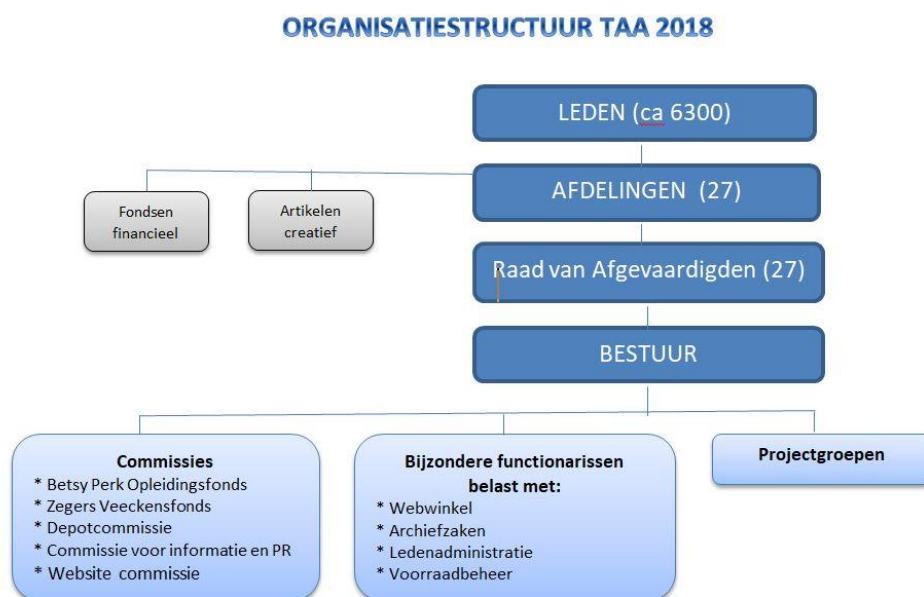 ORGANISATIESTRUCTUUR TAA 2018
LEDEN (ca 6300)
AFDELINGEN (27)
Fondsen
financieel
Artikelen
creatief
Raad van Afgevaardigden (27)
BESTUUR
Commissies
* Betsy Perk Opleidingsfonds
* Zegers Veeckensfonds
* Depotcommissie
* Commissie voor informatie en PR
* Website commissie
Bijzondere functionarissen
belast met:
* Webwinkel
* Archiefzaken
* Ledenadministratie
* Voorraadbeheer
Projectgroepen